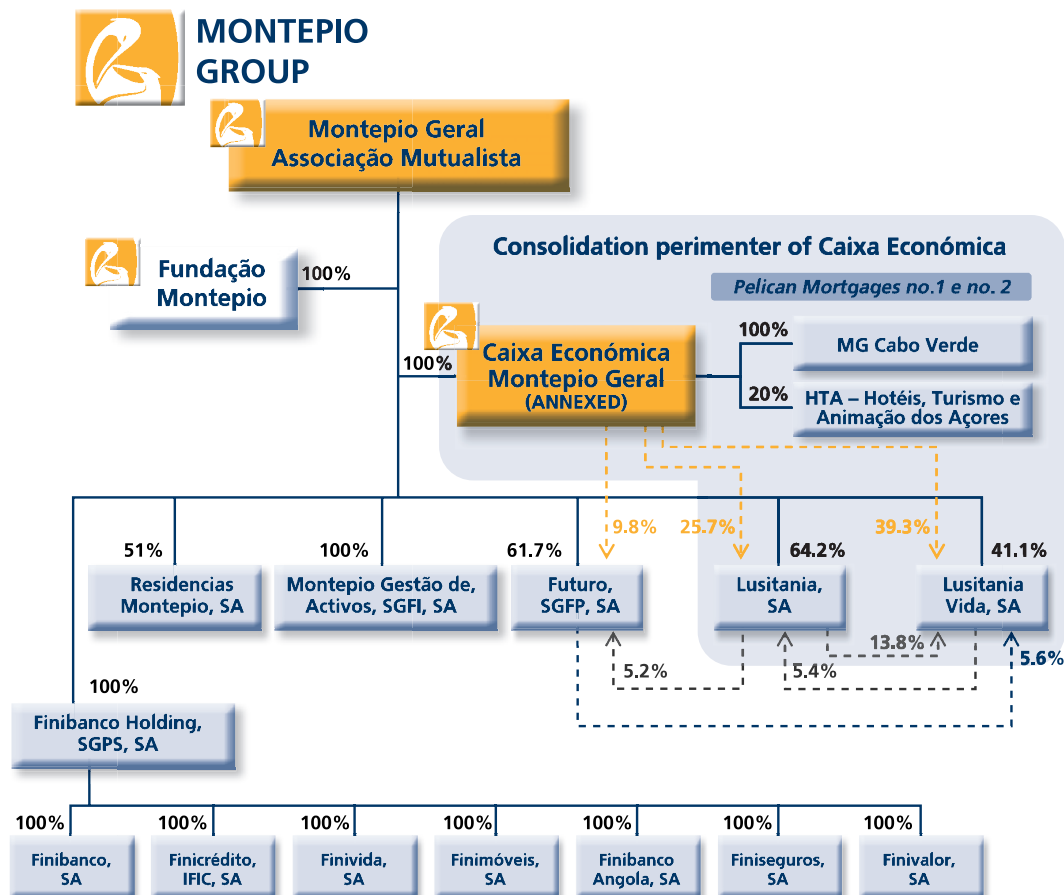 MONTEPIO
GROUP
Montepio Geral
Associação Mutualista
Fundação
Montepio
100%
Consolidation perimenter of Caixa Económica
Pelican Mortgages no.1 e no. 2
100%
Caixa Económica
Montepio Geral
(ANNEXED)
100%
MG Cabo Verde
20%
HTA – Hotéis, Turismo e
Animação dos Açores
9.8%
25.7%
39.3%
51%
100%
61.7%
64.2%
41.1%
Residencias
Montepio, SA
Montepio Gestão de,
Activos, SGFI, SA
Futuro,
SGFP, SA
Lusitania,
SA
Lusitania
Vida, SA
5.2%
13.8%
5.4%
5.6%
100%
Finibanco Holding,
SGPS, SA
100%
100%
100%
100%
100%
100%
100%
Finibanco,
SA
Finicrédito,
IFIC, SA
Finivida,
SA
Finimóveis,
SA
Finibanco
Angola, SA
Finiseguros,
SA
Finivalor,
SA